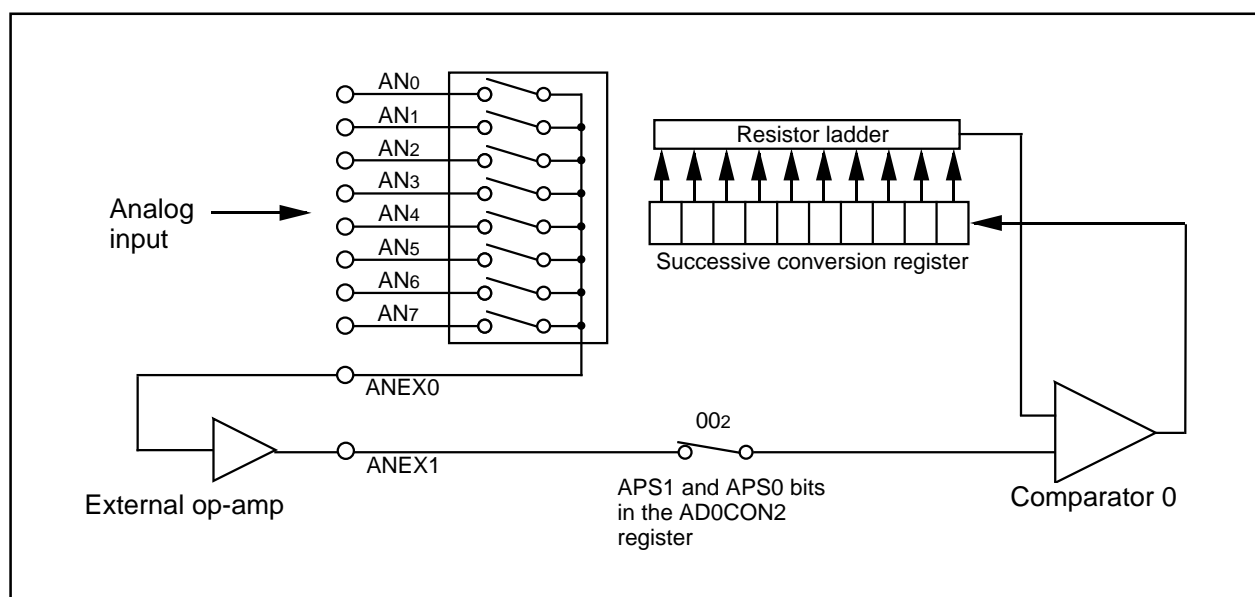 AN0
AN1
AN2
AN3
AN4
AN5
AN6
AN7
Analog
input
Resistor ladder
Successive conversion register
ANEX0
ANEX1
External op-amp
002
APS1 and APS0 bits
in the AD0CON2
register
Comparator 0